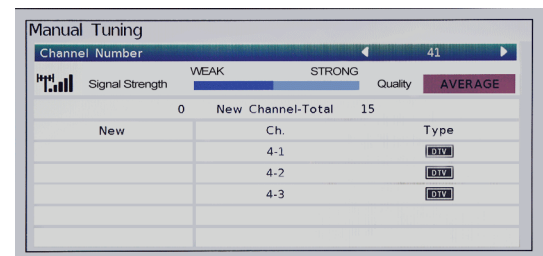 Manual Tuning
Channel Number 41
WEAK STRONG
Signal Strength Quality AVERAGE
0 New Channel-Total 15
New Ch. Type
4-1 DTV
4-2 DTV
4-3 DTV